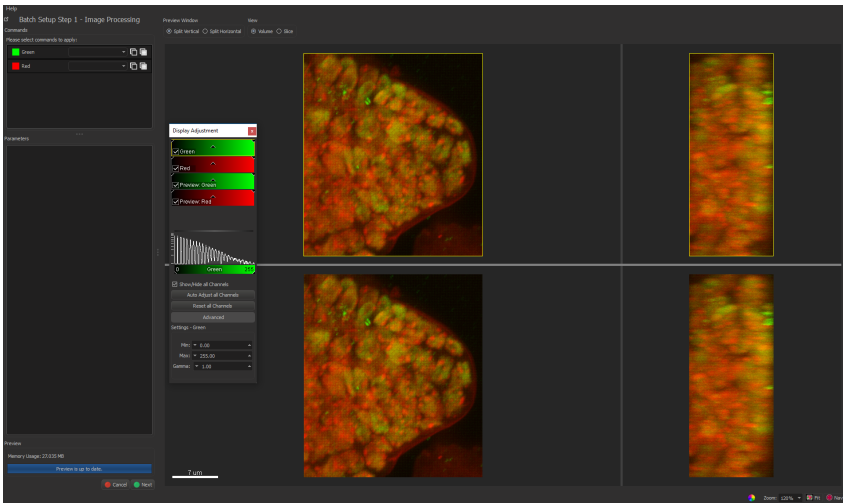 Help
Batch Setup Step 1 - Image Processing
Preview Window
View
Commands
Split Vertical Split Horizontal Volume Slice
Please select commands to apply:
Green
Red
Display Adjustment
Parameters
Green
Red
Preview: Green
Preview: Red
0 Green 255
Show/Hide all Channels
Auto Adjust all Channels
Reset all Channels
Advanced
Settings - Green
Min: 0.00
Max: 255.00
Gamma: 1.00
Preview
Memory Usage: 27.035 MB
Preview is up to date.
7 um
Cancel Next
Zoom: 120% Fit Nav